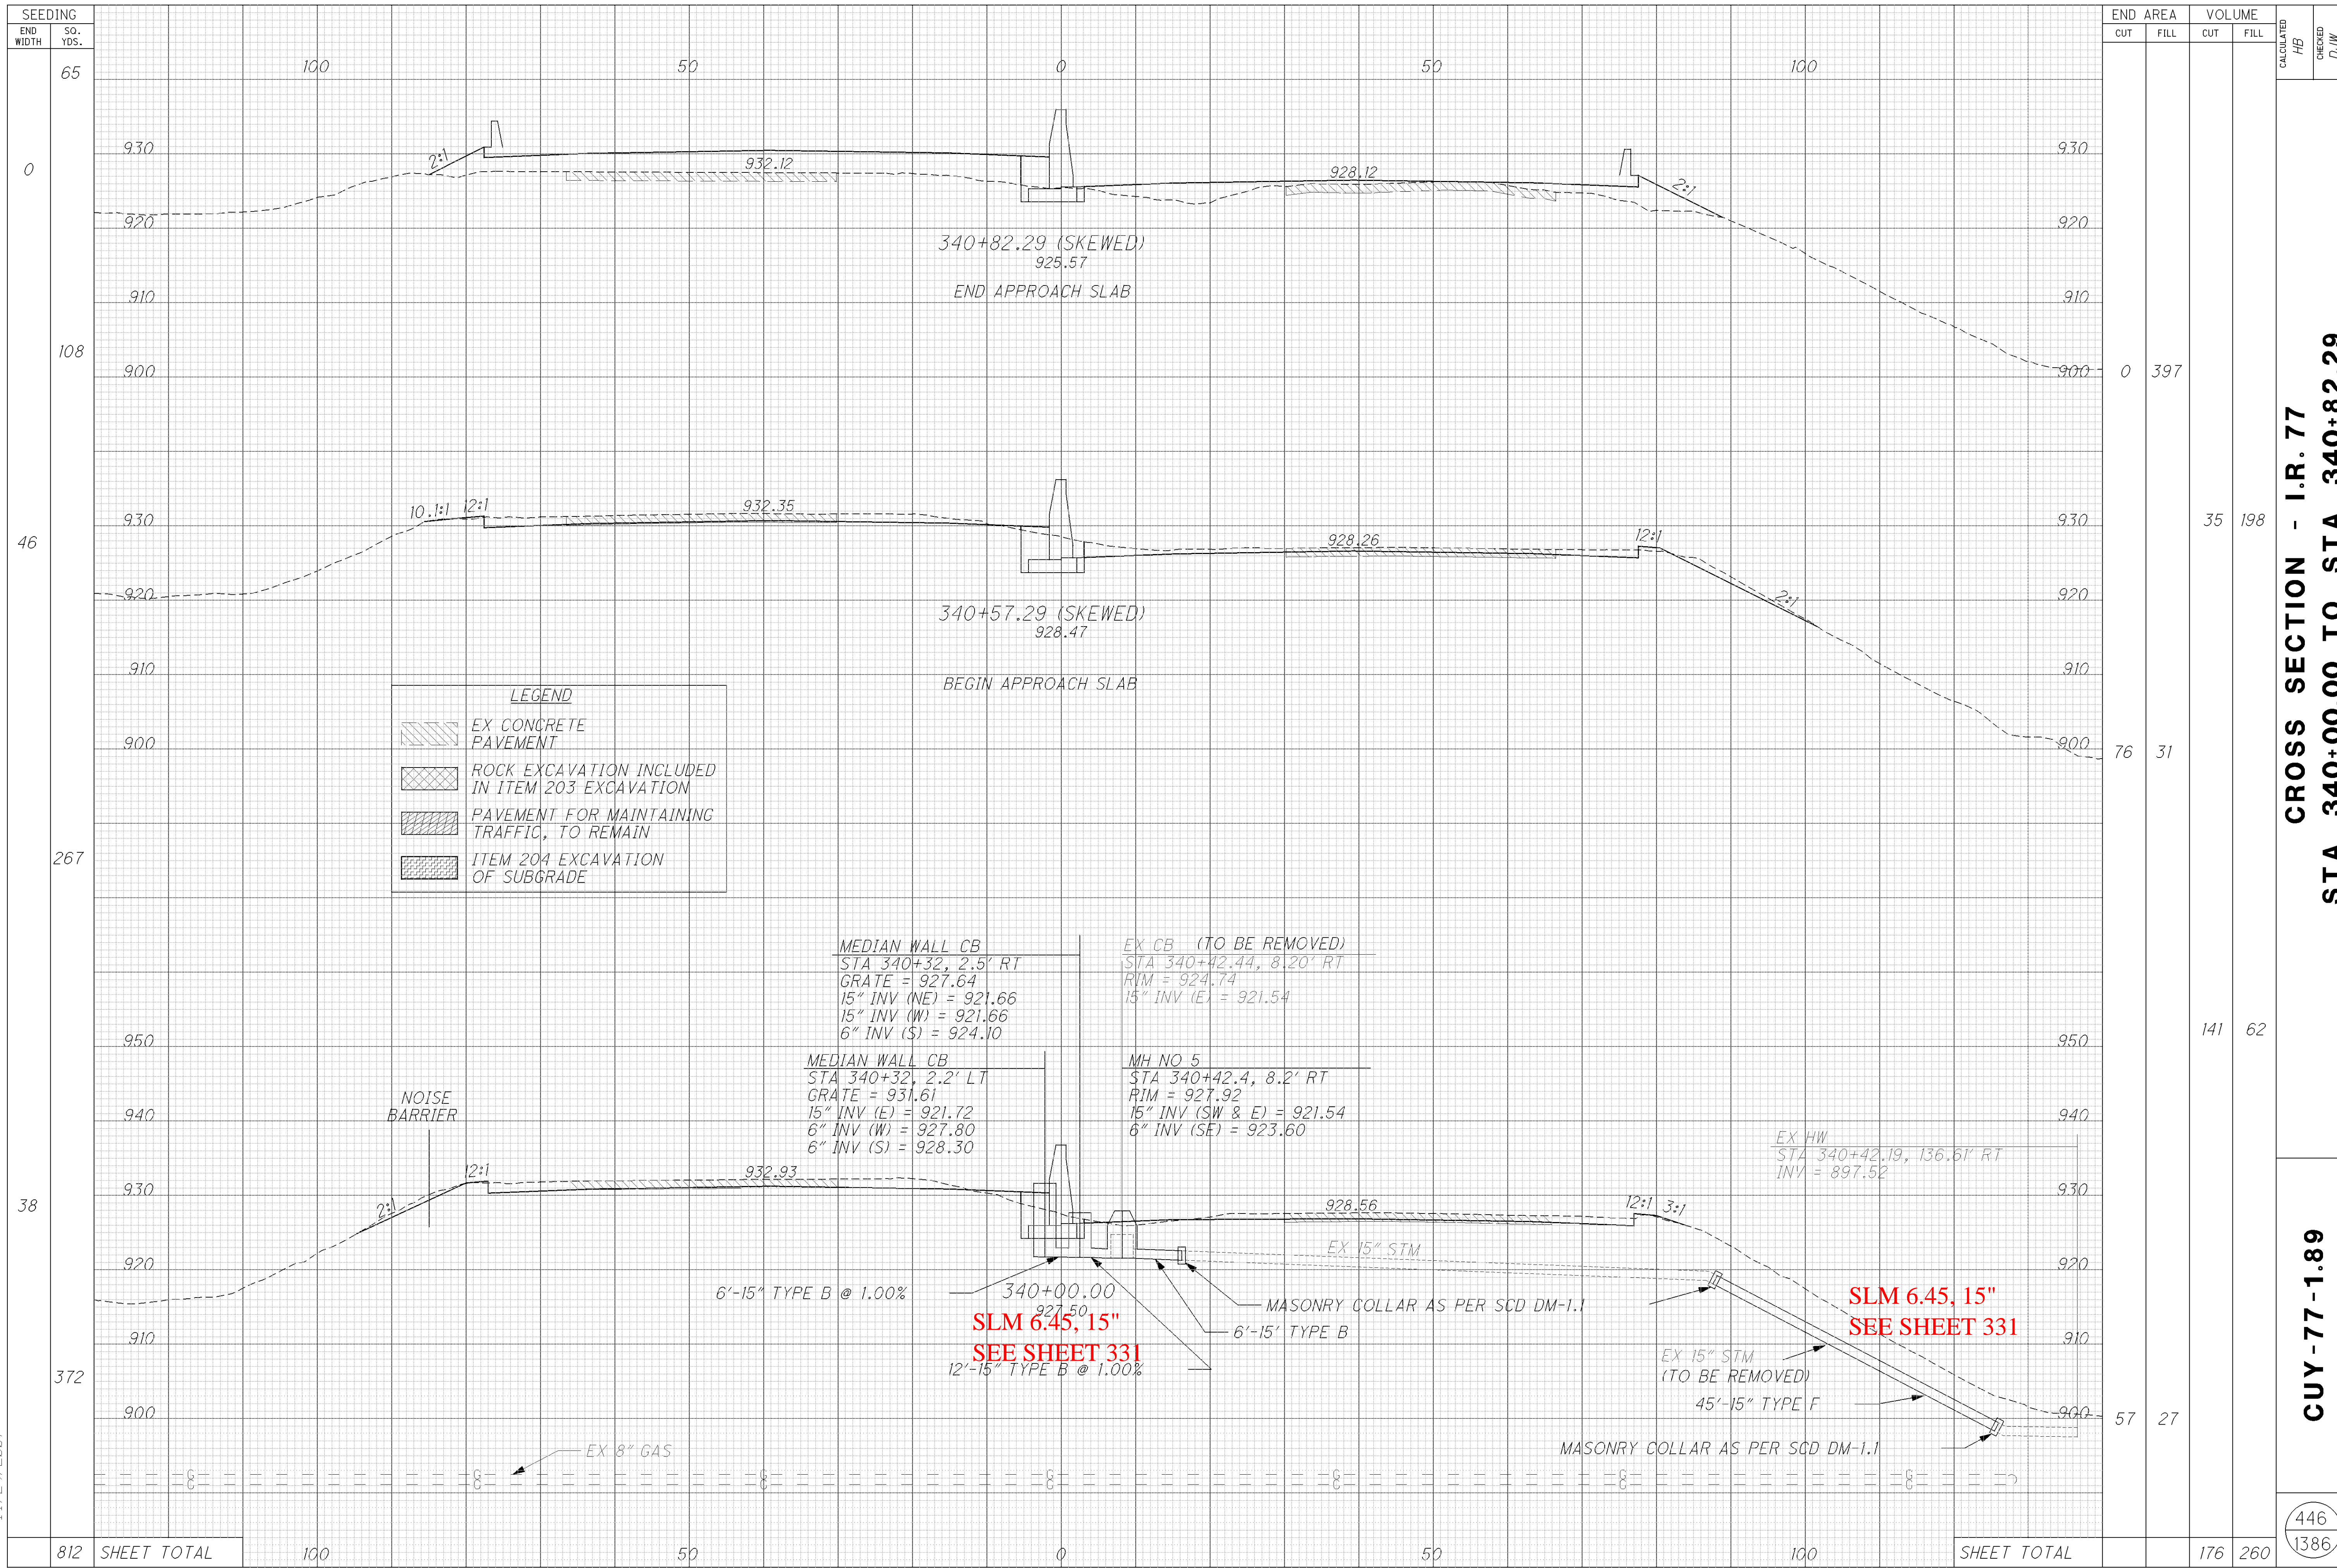 SEEDING
END WIDTH
SQ. YDS.
END AREA
VOLUME
CUT
FILL
CUT
FILL
CALCULATED
HB
CHECKED
DJW
65
100
50
0
50
100
0
930
2:1
932.12
928.12
2:1
930
920
340+82.29 (SKEWED)
925.57
END APPROACH SLAB
920
910
910
108
900
900
0
397
46
930
10.1:1
12:1
932.35
928.26
12:1
2:1
930
35
198
920
340+57.29 (SKEWED)
928.47
BEGIN APPROACH SLAB
920
910
910
900
900
76
31
LEGEND
EX CONCRETE
PAVEMENT
ROCK EXCAVATION INCLUDED
IN ITEM 203 EXCAVATION
PAVEMENT FOR MAINTAINING
TRAFFIC, TO REMAIN
ITEM 204 EXCAVATION
OF SUBGRADE
267
MEDIAN WALL CB
STA 340+32, 2.5' RT
GRATE = 927.64
15" INV (NE) = 921.66
15" INV (W) = 921.66
6" INV (S) = 924.10
EX CB (TO BE REMOVED)
STA 340+42.44, 8.20' RT
RIM = 924.74
15" INV (E) = 921.54
141
62
950
950
MEDIAN WALL CB
STA 340+32, 2.2' LT
GRATE = 931.61
15" INV (E) = 921.72
6" INV (W) = 927.80
6" INV (S) = 928.30
MH NO 5
STA 340+42.4, 8.2' RT
RIM = 927.92
15" INV (SW & E) = 921.54
6" INV (SE) = 923.60
NOISE
BARRIER
940
940
EX HW
STA 340+42.19, 136.61' RT
INV = 897.52
38
930
2:1
12:1
932.93
928.56
12:1
3:1
930
EX 15" STM
920
920
6'-15" TYPE B @ 1.00%
340+00.00
927.50
MASONRY COLLAR AS PER SCD DM-1.1
SLM 6.45, 15"
SEE SHEET 331
6'-15' TYPE B
12'-15" TYPE B @ 1.00%
SLM 6.45, 15"
SEE SHEET 331
910
910
EX 15" STM
(TO BE REMOVED)
45'-15" TYPE F
372
900
900
57
27
MASONRY COLLAR AS PER SCD DM-1.1
EX 8" GAS
G G G G G G G
G G G G G G G
812
SHEET TOTAL
100
50
0
100
SHEET TOTAL
176
260
CROSS SECTION - I.R. 77
STA. 340+00.00 TO STA. 340+82.29
CUY-77-1.89
446
1386